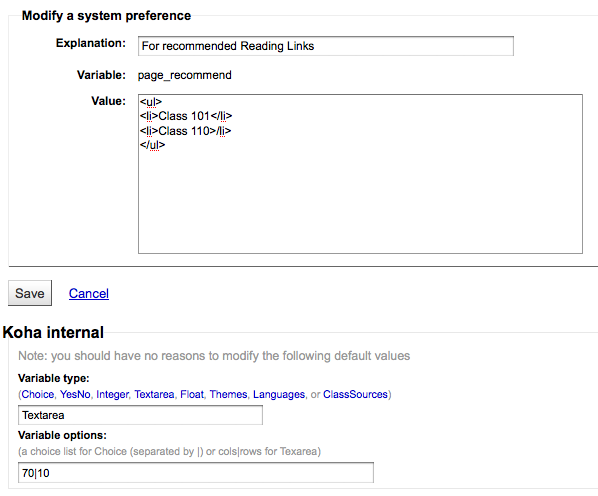 Modify a system preference
Explanation: For recommended Reading Links
Variable: page_recommend
Value: <ul>
<li>Class 101</li>
<li>Class 110>/li>
</ul>
Save Cancel
Koha internal
Note: you should have no reasons to modify the following default values
Variable type:
(Choice, YesNo, Integer, Textarea, Float, Themes, Languages, or ClassSources)
Textarea
Variable options:
(a choice list for Choice (separated by |) or cols|rows for Texarea)
70|10